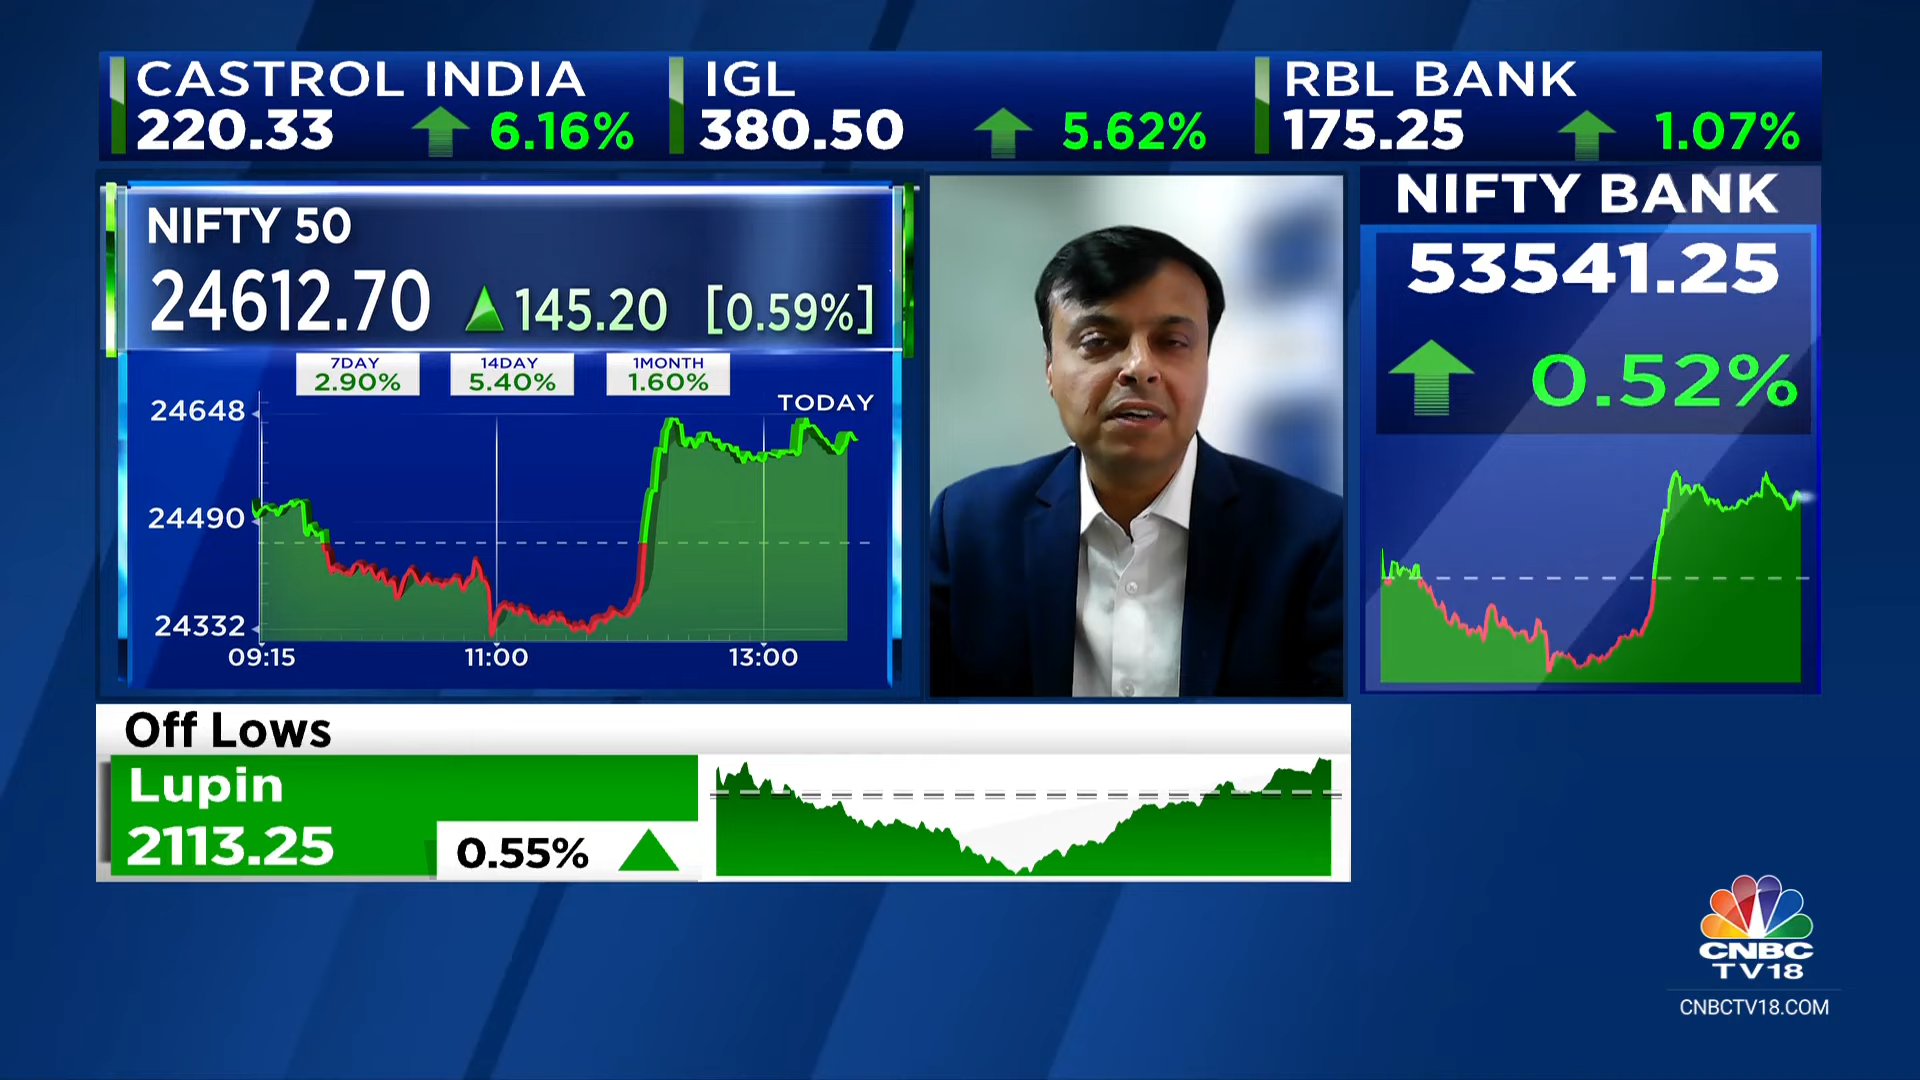 CASTROL INDIA
220.33 6.16%
IGL
380.50 5.62%
RBL BANK
175.25 1.07%
NIFTY 50
24612.70 145.20 [0.59%]
7DAY
2.90%
14DAY
5.40%
1MONTH
1.60%
TODAY
24648
24490
24332
09:15 11:00 13:00
NIFTY BANK
53541.25
0.52%
Off Lows
Lupin
2113.25 0.55%
CNBC
TV18
CNBCTV18.COM